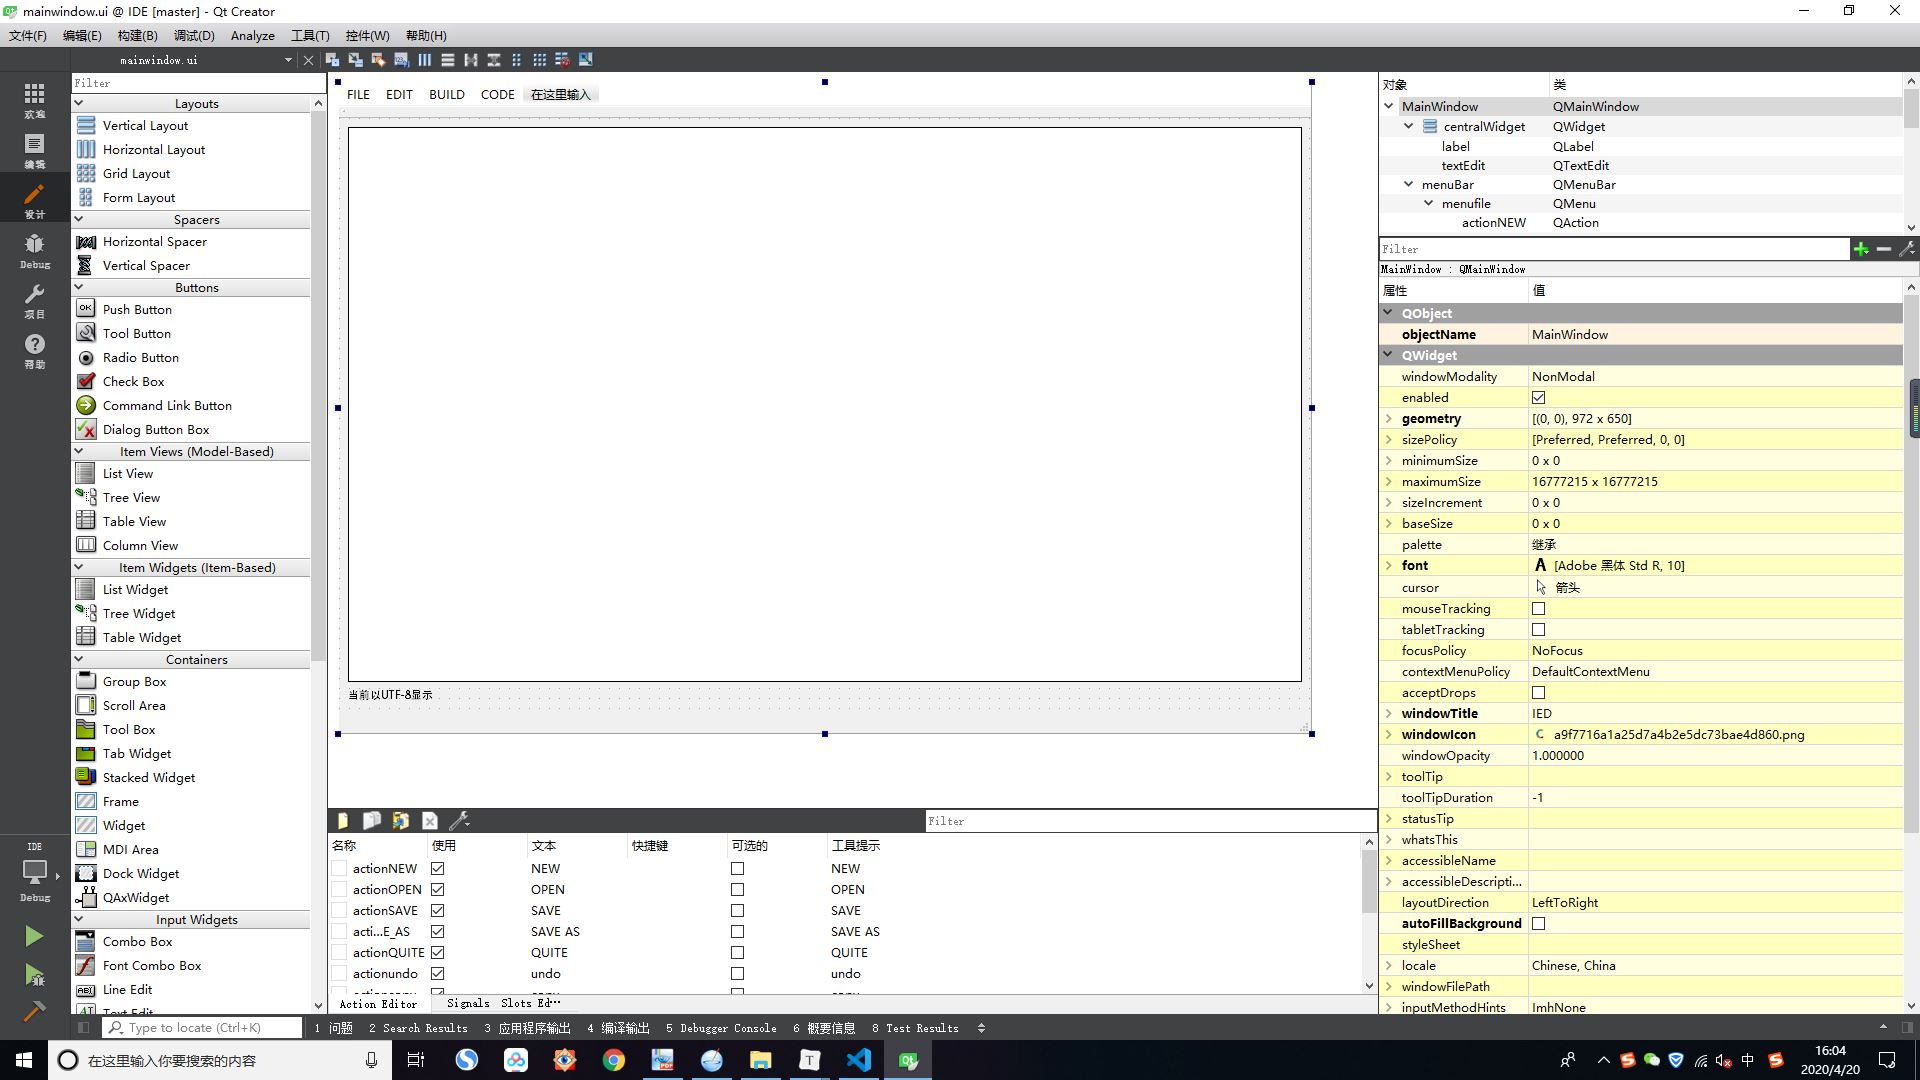 mainwindow.ui @ IDE [master] - Qt Creator
文件(F) 编辑(E) 构建(B) 调试(D) Analyze 工具(T) 控件(W) 帮助(H)
mainwindow.ui
欢迎
编辑
设计
Debug
项目
帮助
IDE
Debug
Filter
Layouts
Vertical Layout
Horizontal Layout
Grid Layout
Form Layout
Spacers
Horizontal Spacer
Vertical Spacer
Buttons
Push Button
Tool Button
Radio Button
Check Box
Command Link Button
Dialog Button Box
Item Views (Model-Based)
List View
Tree View
Table View
Column View
Item Widgets (Item-Based)
List Widget
Tree Widget
Table Widget
Containers
Group Box
Scroll Area
Tool Box
Tab Widget
Stacked Widget
Frame
Widget
MDI Area
Dock Widget
QAxWidget
Input Widgets
Combo Box
Font Combo Box
Line Edit
Text Edit
FILE EDIT BUILD CODE 在这里输入
当前以UTF-8显示
Filter
名称 使用 文本 快捷键 可选的 工具提示
actionNEW NEW NEW
actionOPEN OPEN OPEN
actionSAVE SAVE SAVE
acti...E_AS SAVE AS SAVE AS
actionQUITE QUITE QUITE
actionundo undo undo
Action Editor Signals Slots Ed…
对象 类
MainWindow QMainWindow
centralWidget QWidget
label QLabel
textEdit QTextEdit
menuBar QMenuBar
menufile QMenu
actionNEW QAction
Filter
MainWindow : QMainWindow
属性 值
QObject
objectName MainWindow
QWidget
windowModality NonModal
enabled
geometry [(0, 0), 972 x 650]
sizePolicy [Preferred, Preferred, 0, 0]
minimumSize 0 x 0
maximumSize 16777215 x 16777215
sizeIncrement 0 x 0
baseSize 0 x 0
palette 继承
font A [Adobe 黑体 Std R, 10]
cursor 箭头
mouseTracking
tabletTracking
focusPolicy NoFocus
contextMenuPolicy DefaultContextMenu
acceptDrops
windowTitle IED
windowIcon C a9f7716a1a25d7a4b2e5dc73bae4d860.png
windowOpacity 1.000000
toolTip
toolTipDuration -1
statusTip
whatsThis
accessibleName
accessibleDescripti...
layoutDirection LeftToRight
autoFillBackground
styleSheet
locale Chinese, China
windowFilePath
inputMethodHints ImhNone
Type to locate (Ctrl+K) 1 问题 2 Search Results 3 应用程序输出 4 编译输出 5 Debugger Console 6 概要信息 8 Test Results
在这里输入你要搜索的内容
中
16:04
2020/4/20